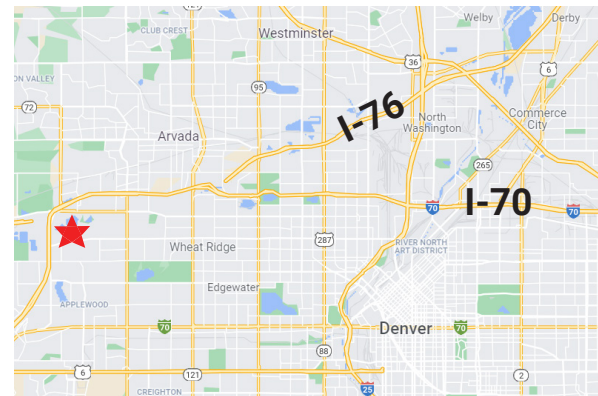 Welby
Derby
CLUB CREST
Westminster
36
6
ON VALLEY
95
I-76
72
North
Washington
Commerce
City
Arvada
265
I-70
70
70
Wheat Ridge
287
RIVER NORTH
ART DISTRICT
Edgewater
APPLEWOOD
70
Denver
70
88
6
121
2
25
CREIGHTON